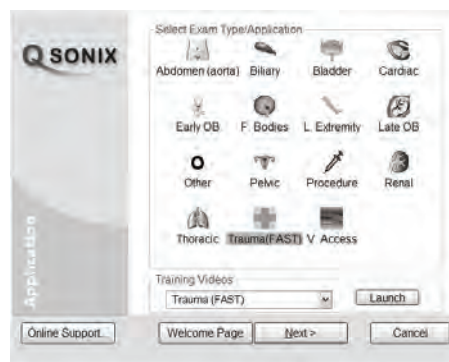 Q SONIX
Select Exam Type/Application
Abdomen (aorta) Biliary Bladder Cardiac
Early OB F. Bodies L. Extremity Late OB
Other Pelvic Procedure Renal
Thoracic Trauma(FAST) V. Access
Application
Training Videos
Trauma (FAST) Launch
Online Support.. Welcome Page Next > Cancel